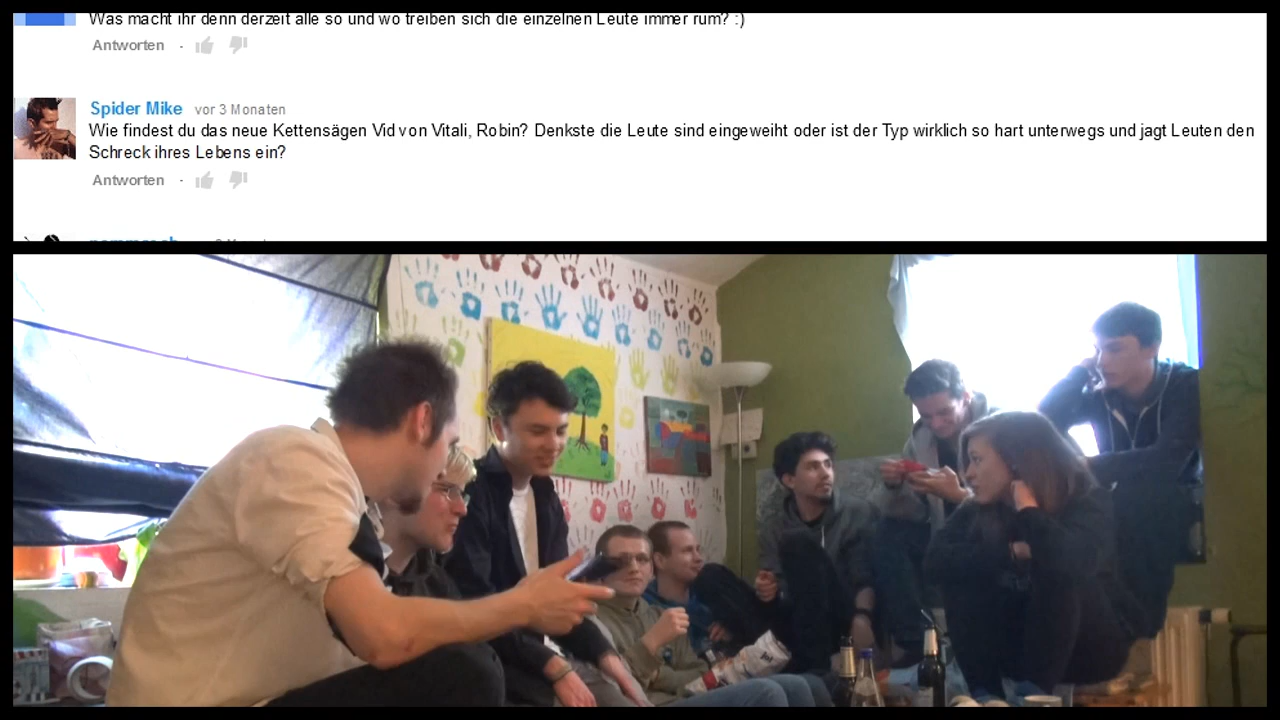 Was macht ihr denn derzeit alle so und wo treiben sich die einzelnen Leute immer rum? :)
Antworten ·
Spider Mike vor 3 Monaten
Wie findest du das neue Kettensägen Vid von Vitali, Robin? Denkste die Leute sind eingeweiht oder ist der Typ wirklich so hart unterwegs und jagt Leuten den
Schreck ihres Lebens ein?
Antworten ·